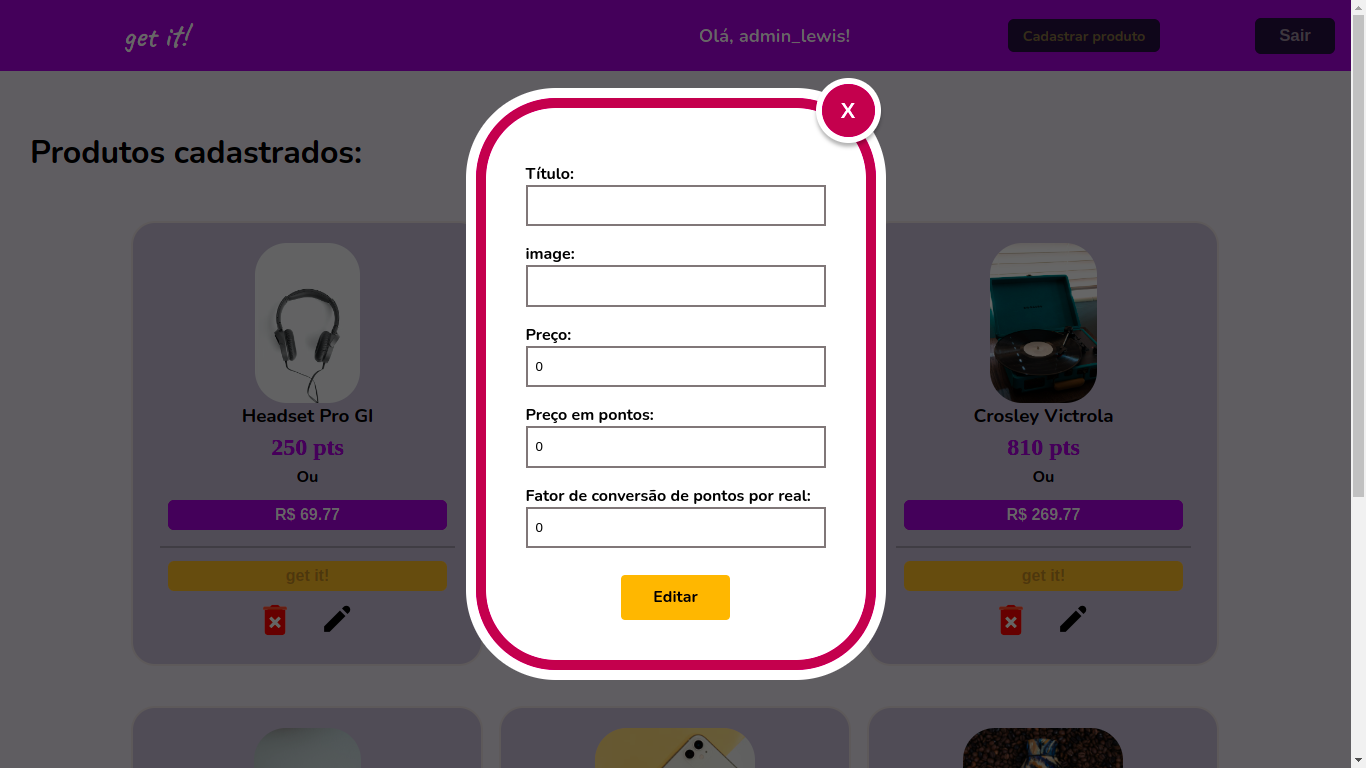 get it!
Olá, admin_lewis!
Cadastrar produto
Sair
Produtos cadastrados:
X
Título:
image:
Preço:
0
Preço em pontos:
0
Fator de conversão de pontos por real:
0
Editar
Headset Pro GI
250 pts
Ou
R$ 69.77
get it!
Crosley Victrola
810 pts
Ou
R$ 269.77
get it!